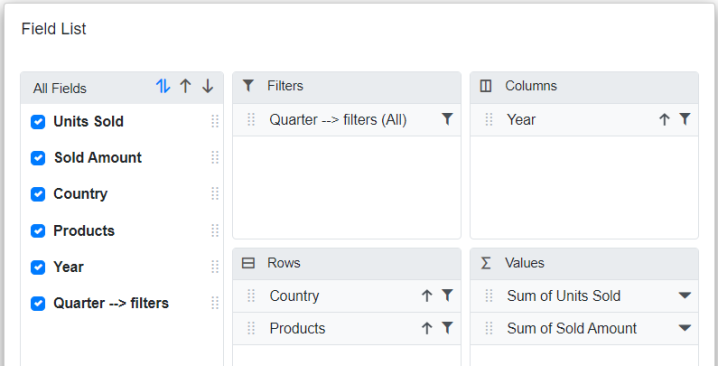 Field List
All Fields
Units Sold
Sold Amount
Country
Products
Year
Quarter --> filters
Filters
Quarter --> filters (All)
Columns
Year
Rows
Country
Products
Values
Sum of Units Sold
Sum of Sold Amount